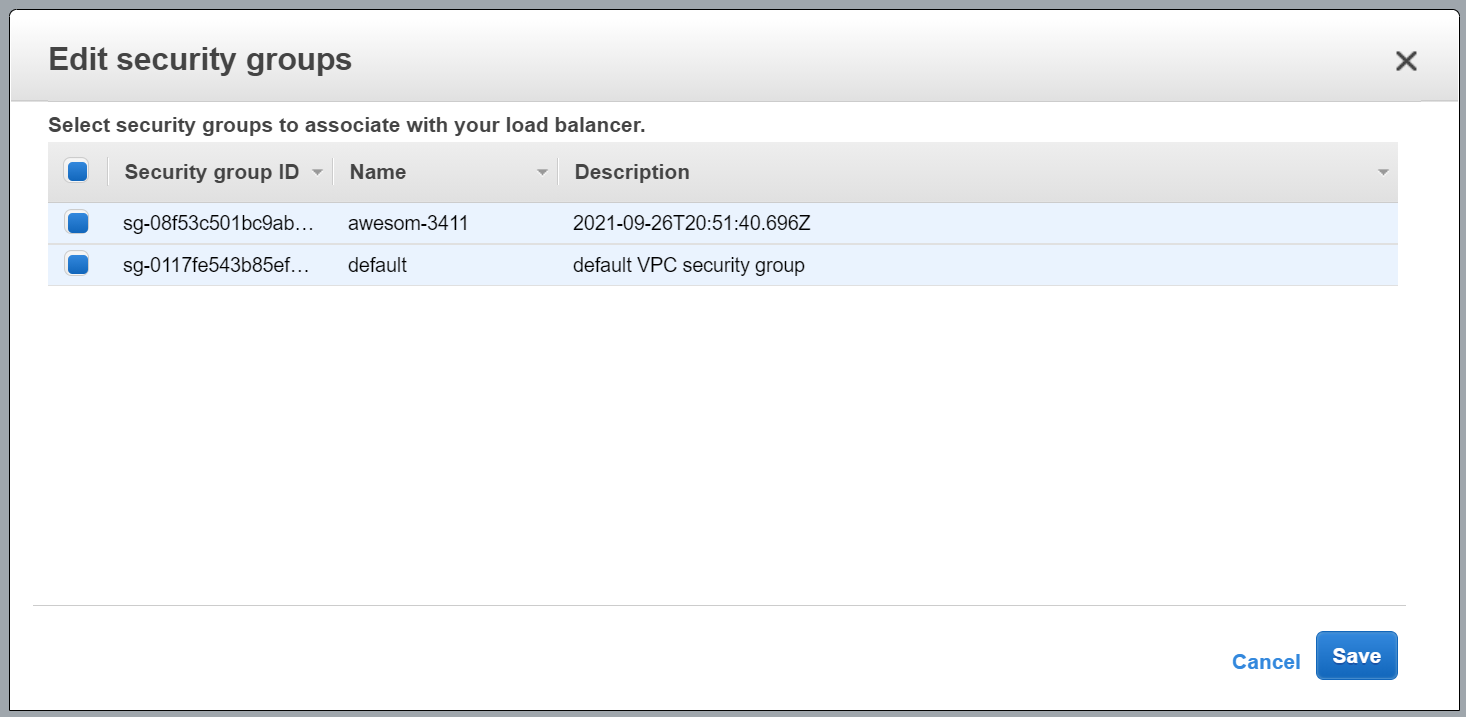 Edit security groups
Select security groups to associate with your load balancer.
Security group ID Name Description
sg-08f53c501bc9ab… awesom-3411 2021-09-26T20:51:40.696Z
sg-0117fe543b85ef… default default VPC security group
Cancel Save